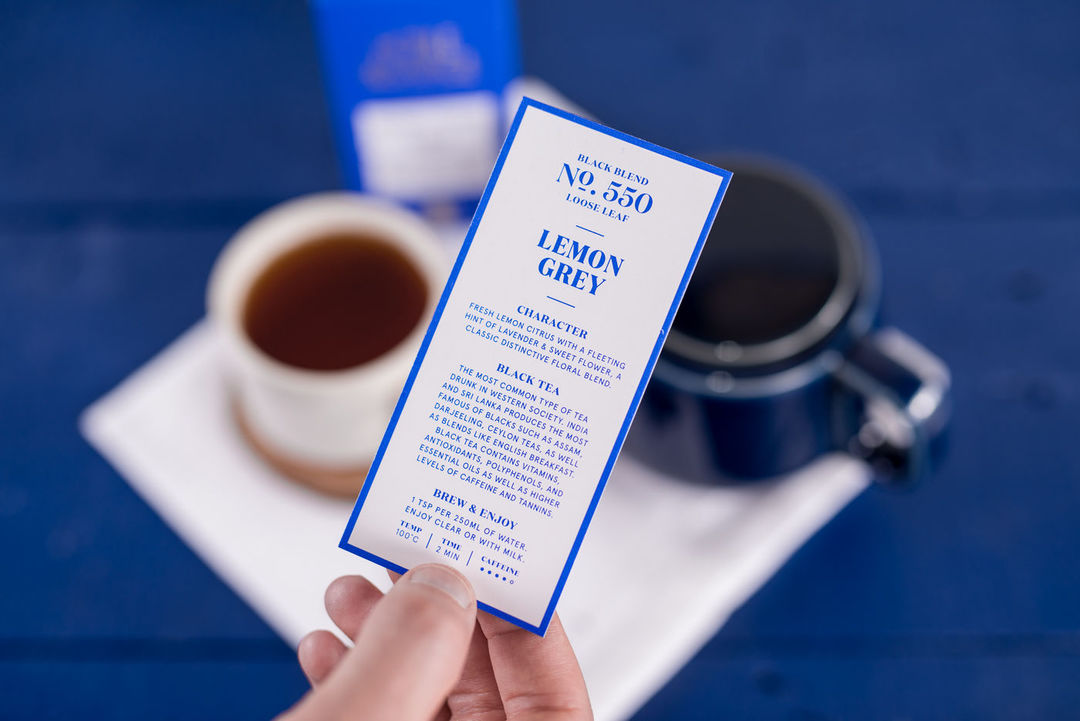 BLACK BLEND
No. 550
LOOSE LEAF
LEMON
GREY
CHARACTER
FRESH LEMON CITRUS WITH A FLEETING
HINT OF LAVENDER & SWEET FLOWER, A
CLASSIC DISTINCTIVE FLORAL BLEND.
BLACK TEA
THE MOST COMMON TYPE OF TEA
DRUNK IN WESTERN SOCIETY, INDIA
AND SRI LANKA PRODUCES THE MOST
FAMOUS OF BLACKS SUCH AS ASSAM,
DARJEELING, CEYLON TEAS, AS WELL
AS BLENDS LIKE ENGLISH BREAKFAST.
BLACK TEA CONTAINS VITAMINS,
ANTIOXIDANTS, POLYPHENOLS, AND
ESSENTIAL OILS AS WELL AS HIGHER
LEVELS OF CAFFEINE AND TANNINS.
BREW & ENJOY
1 TSP PER 250ML OF WATER.
ENJOY CLEAR OR WITH MILK.
TEMP | TIME | CAFFEINE
100°C | 2 MIN